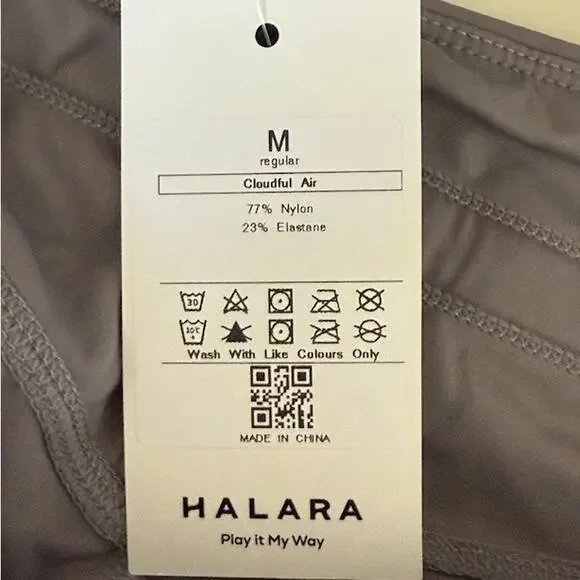 M
regular
Cloudful Air
77% Nylon
23% Elastane
30
Wash With Like Colours Only
MADE IN CHINA
HALARA
Play it My Way